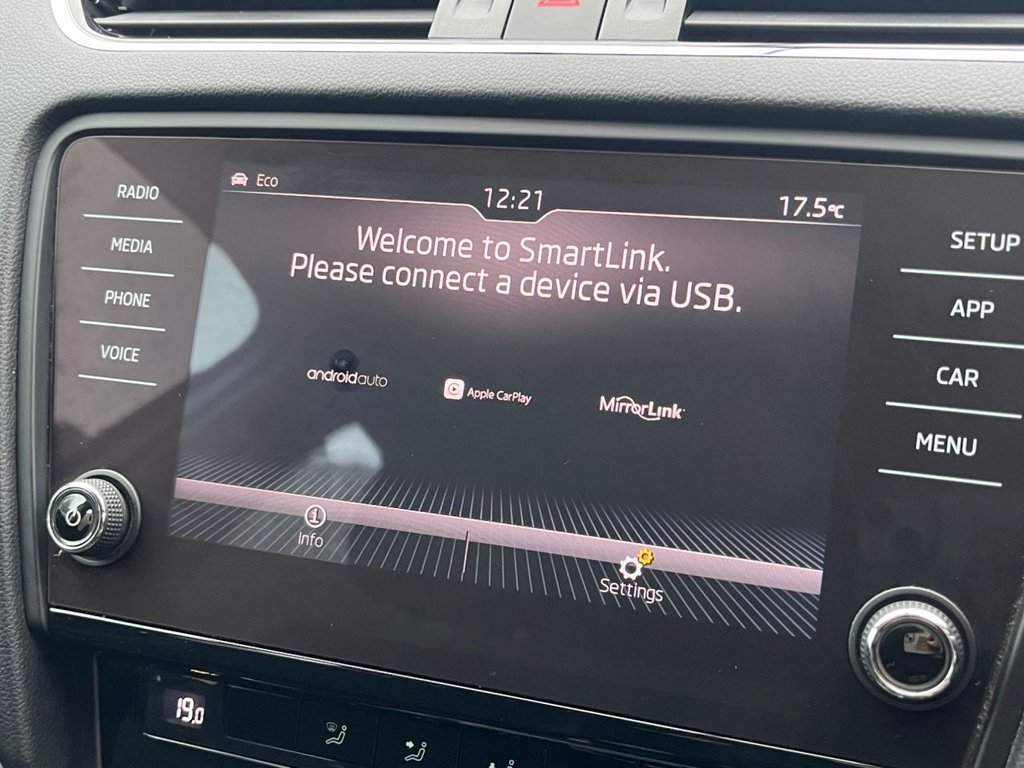 RADIO
MEDIA
PHONE
VOICE
Eco
12:21
17.5°C
Welcome to SmartLink.
Please connect a device via USB.
androidauto
Apple CarPlay
MirrorLink
Info
Settings
SETUP
APP
CAR
MENU
19.0